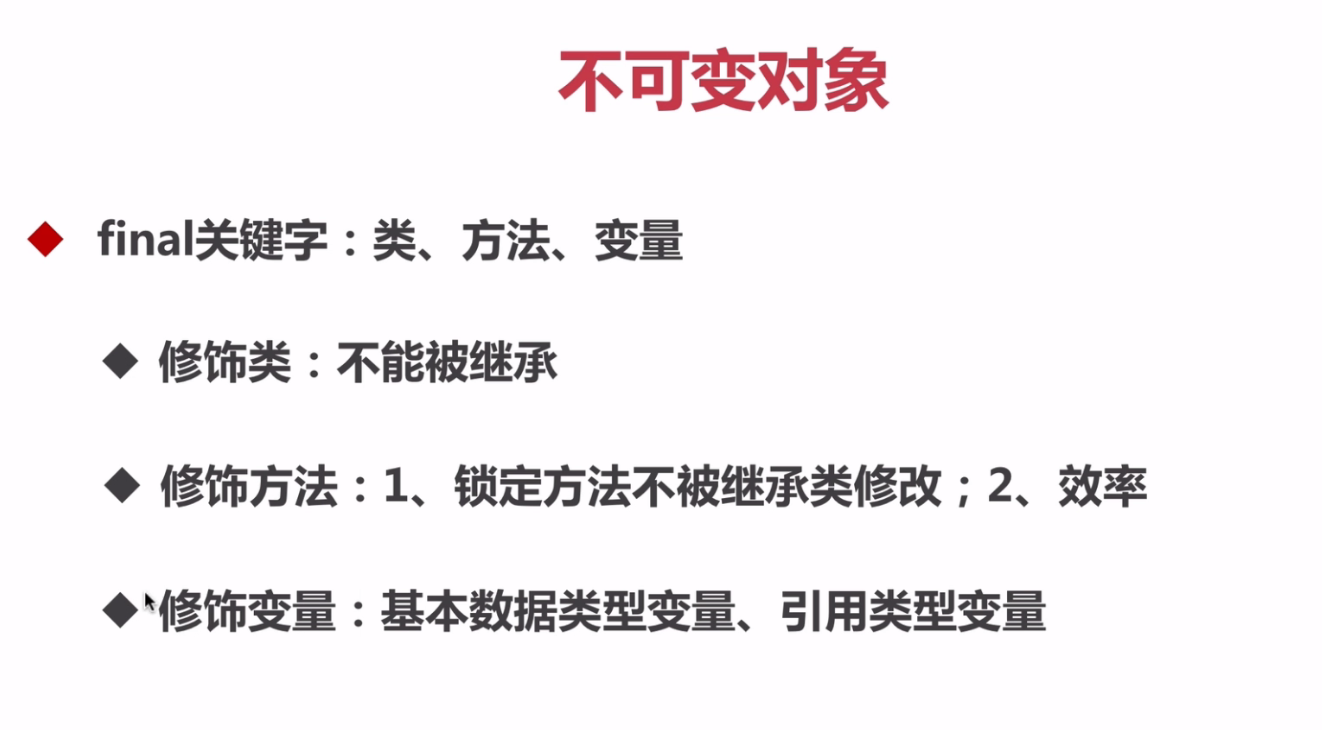 不可变对象
final关键字：类、方法、变量
修饰类：不能被继承
修饰方法：1、锁定方法不被继承类修改；2、效率
修饰变量：基本数据类型变量、引用类型变量